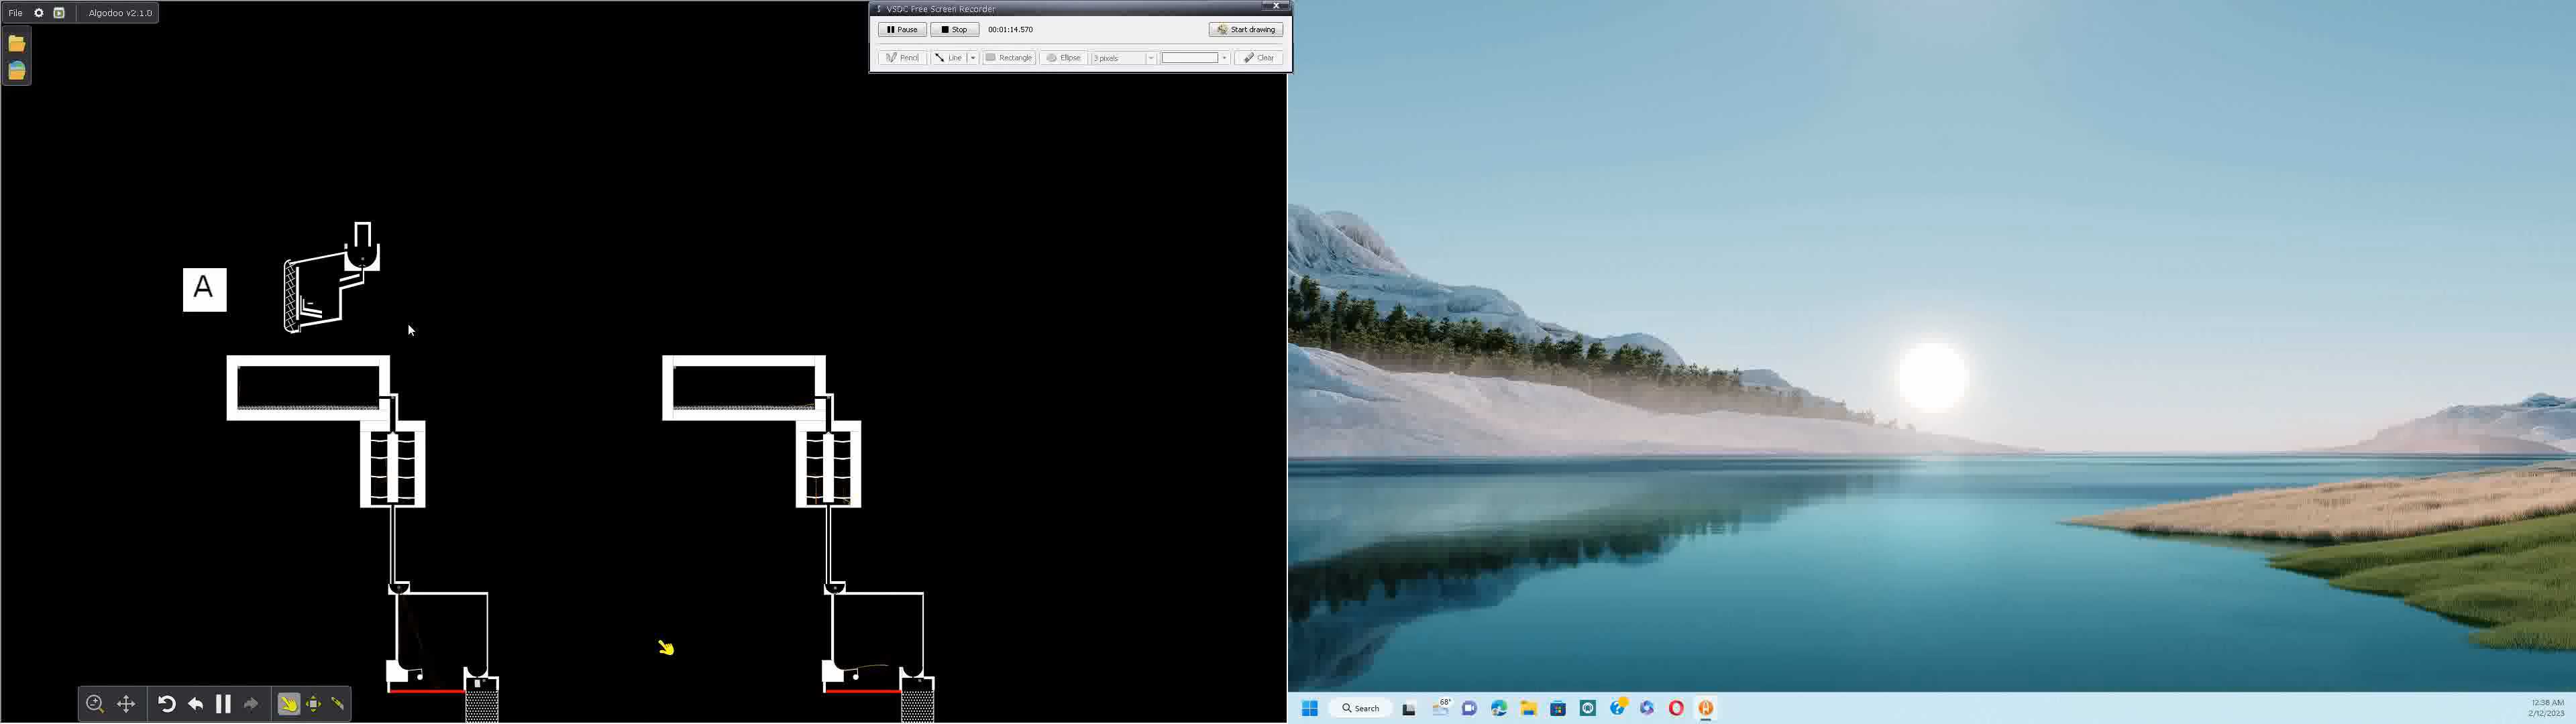 File
Algodoo v2.1.0
VSDC Free Screen Recorder
Pause
Stop
00:01:14.570
Start drawing
Pencil
Line
Rectangle
Ellipse
3 pixels
Clear
A
Search
68°
12:38 AM
2/12/2023